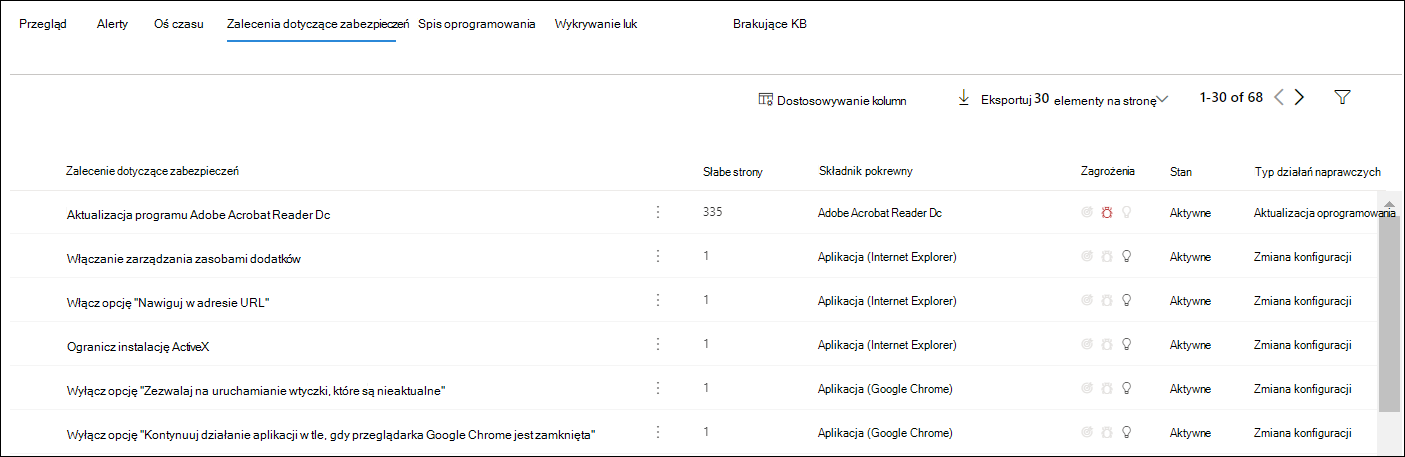 Przegląd Alerty Oś czasu Zalecenia dotyczące zabezpieczeń Spis oprogramowania Wykrywanie luk Brakujące KB
Dostosowywanie kolumn Eksportuj 30 elementy na stronę 1-30 of 68
Zalecenie dotyczące zabezpieczeń Słabe strony Składnik pokrewny Zagrożenia Stan Typ działań naprawczych
Aktualizacja programu Adobe Acrobat Reader Dc 335 Adobe Acrobat Reader Dc Aktywne Aktualizacja oprogramowania
Włączanie zarządzania zasobami dodatków 1 Aplikacja (Internet Explorer) Aktywne Zmiana konfiguracji
Włącz opcję "Nawiguj w adresie URL" 1 Aplikacja (Internet Explorer) Aktywne Zmiana konfiguracji
Ogranicz instalację ActiveX 1 Aplikacja (Internet Explorer) Aktywne Zmiana konfiguracji
Wyłącz opcję "Zezwalaj na uruchamianie wtyczki, które są nieaktualne" 1 Aplikacja (Google Chrome) Aktywne Zmiana konfiguracji
Wyłącz opcję "Kontynuuj działanie aplikacji w tle, gdy przeglądarka Google Chrome jest zamknięta" 1 Aplikacja (Google Chrome) Aktywne Zmiana konfiguracji